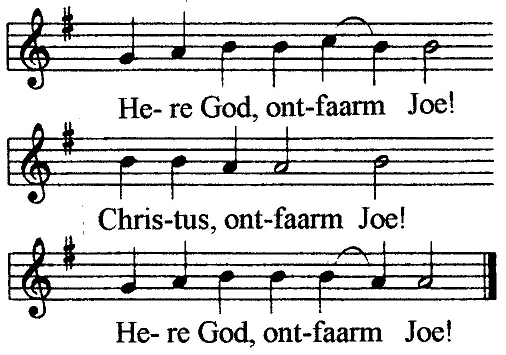 He- re God, ont-faarm Joe!
Chris-tus, ont-faarm Joe!
He- re God, ont-faarm Joe!